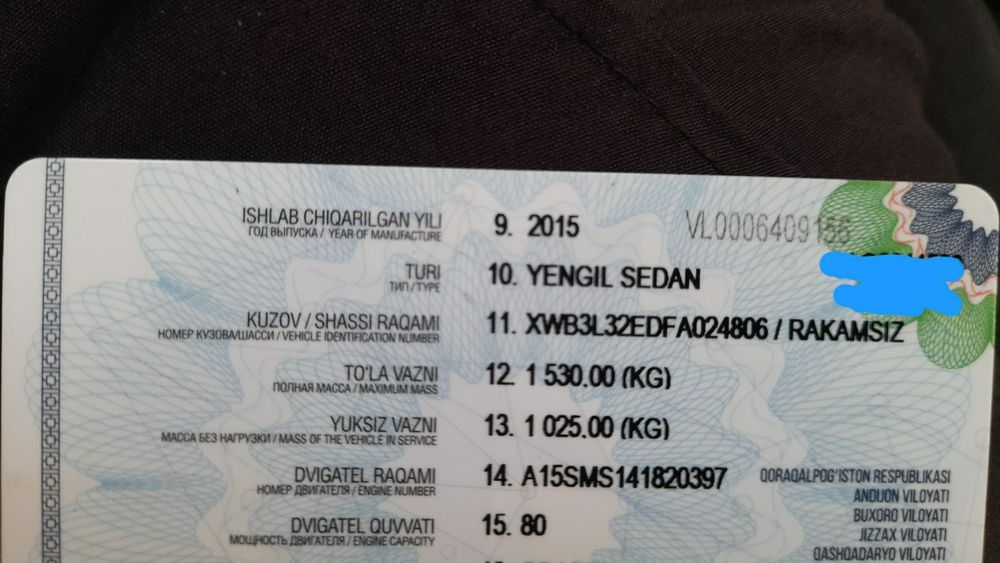 ISHLAB CHIQARILGAN YILI 9. 2015 VL0006409156
ГОД ВЫПУСКА / YEAR OF MANUFACTURE
TURI 10. YENGIL SEDAN
ТИП / TYPE
KUZOV / SHASSI RAQAMI 11. XWB3L32EDFA024806 / RAKAMSIZ
НОМЕР КУЗОВА/ШАССИ / VEHICLE IDENTIFICATION NUMBER
TO'LA VAZNI 12. 1 530.00 (KG)
ПОЛНАЯ МАССА / MAXIMUM MASS
YUKSIZ VAZNI 13. 1 025.00 (KG)
МАССА БЕЗ НАГРУЗКИ / MASS OF THE VEHICLE IN SERVICE
DVIGATEL RAQAMI 14. A15SMS141820397
НОМЕР ДВИГАТЕЛЯ / ENGINE NUMBER
DVIGATEL QUVVATI 15. 80
МОЩНОСТЬ ДВИГАТЕЛЯ / ENGINE CAPACITY
QORAQALPOG'ISTON RESPUBLIKASI
ANDIJON VILOYATI
BUXORO VILOYATI
JIZZAX VILOYATI
QASHQADARYO VILOYATI